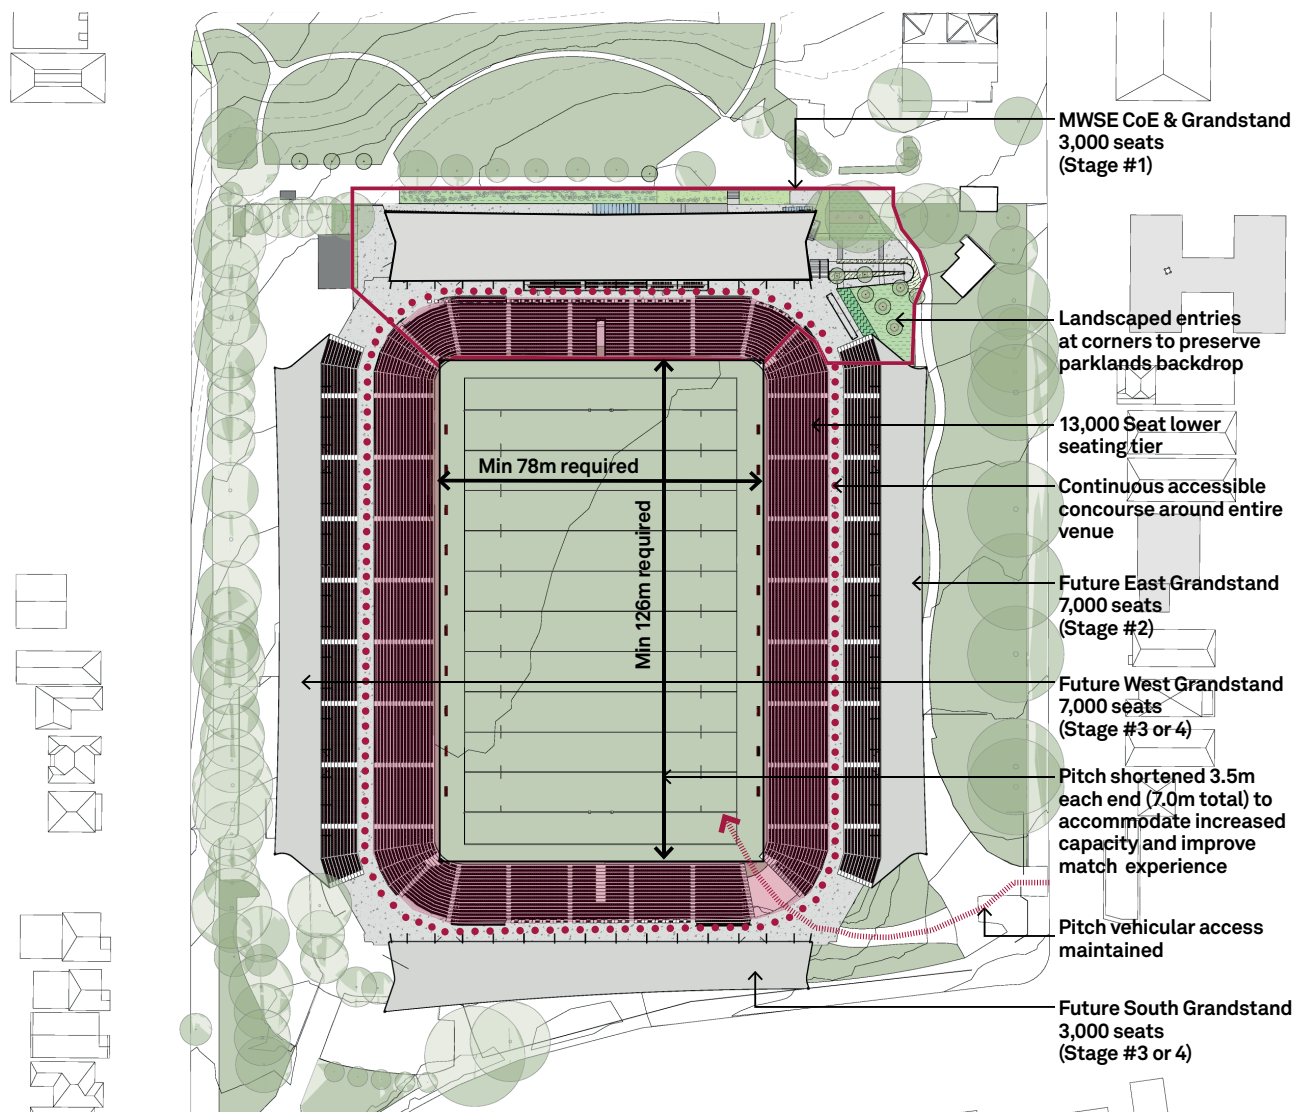 MWSE CoE & Grandstand
3,000 seats
(Stage #1)
Landscaped entries
at corners to preserve
parklands backdrop
13,000 Seat lower
seating tier
Min 78m required
Continuous accessible
concourse around entire
venue
Min 126m required
Future East Grandstand
7,000 seats
(Stage #2)
Future West Grandstand
7,000 seats
(Stage #3 or 4)
Pitch shortened 3.5m
each end (7.0m total) to
accommodate increased
capacity and improve
match experience
Pitch vehicular access
maintained
Future South Grandstand
3,000 seats
(Stage #3 or 4)